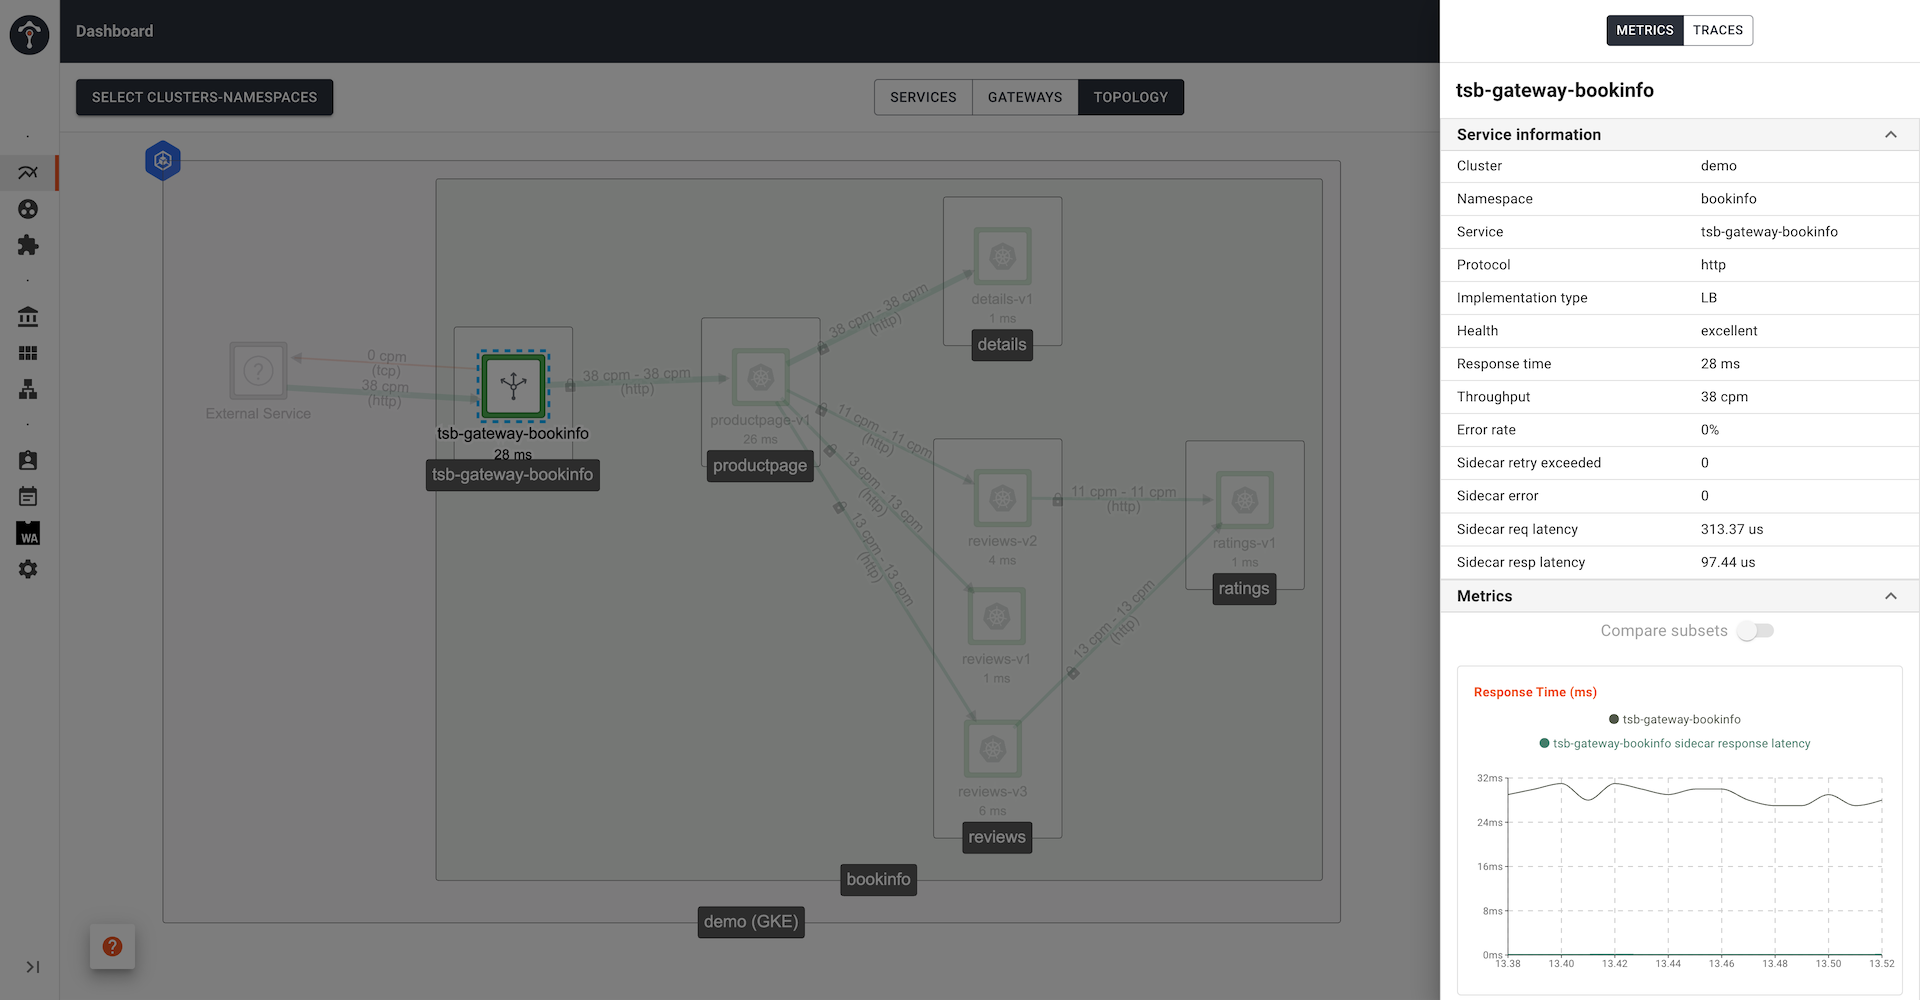 Dashboard
METRICS
TRACES
SELECT CLUSTERS-NAMESPACES
SERVICES
GATEWAYS
TOPOLOGY
tsb-gateway-bookinfo
Service information
Cluster demo
Namespace bookinfo
Service tsb-gateway-bookinfo
Protocol http
Implementation type LB
Health excellent
Response time 28 ms
Throughput 38 cpm
Error rate 0%
Sidecar retry exceeded 0
Sidecar error 0
Sidecar req latency 313.37 us
Sidecar resp latency 97.44 us
Metrics
Compare subsets
Response Time (ms)
tsb-gateway-bookinfo
tsb-gateway-bookinfo sidecar response latency
32ms
24ms
16ms
8ms
0ms
13.38 13.40 13.42 13.44 13.46 13.48 13.50 13.52
?
External Service
0 cpm
(tcp)
38 cpm
(http)
tsb-gateway-bookinfo
28 ms
tsb-gateway-bookinfo
38 cpm - 38 cpm
(http)
productpage-v1
26 ms
productpage
38 cpm - 38 cpm
(http)
details-v1
1 ms
details
11 cpm - 11 cpm
(http)
13 cpm - 13 cpm
(http)
13 cpm - 13 cpm
(http)
reviews-v2
4 ms
reviews-v1
1 ms
reviews-v3
6 ms
reviews
11 cpm - 11 cpm
(http)
13 cpm - 13 cpm
(http)
ratings-v1
1 ms
ratings
bookinfo
demo (GKE)
WA
?